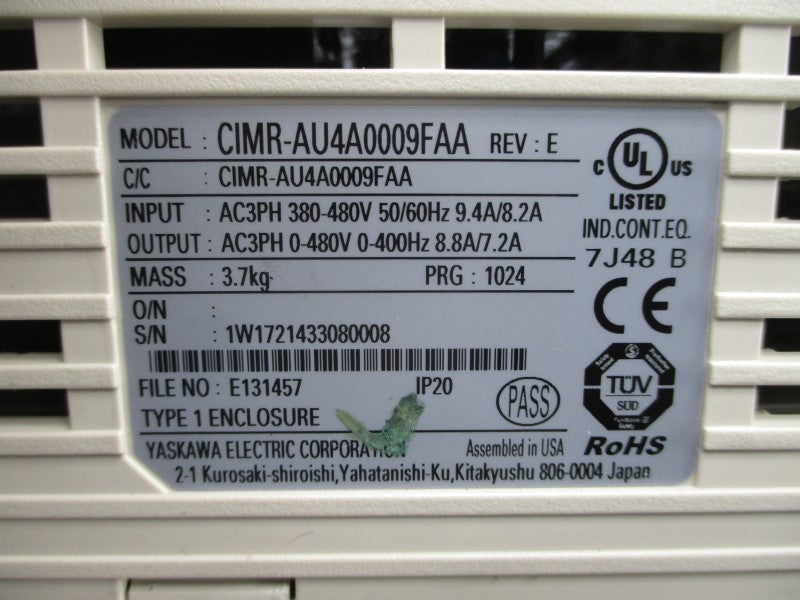 MODEL : CIMR-AU4A0009FAA REV : E
C/C : CIMR-AU4A0009FAA
INPUT : AC3PH 380-480V 50/60Hz 9.4A/8.2A
OUTPUT : AC3PH 0-480V 0-400Hz 8.8A/7.2A
MASS : 3.7kg PRG : 1024
O/N :
S/N : 1W1721433080008
FILE NO : E131457 IP20
TYPE 1 ENCLOSURE
PASS
YASKAWA ELECTRIC CORPORATION Assembled in USA
2-1 Kurosaki-shiroishi,Yahatanishi-Ku,Kitakyushu 806-0004 Japan
C UL US
LISTED
IND.CONT.EQ.
7J48 B
CE
TÜV
SÜD
RoHS